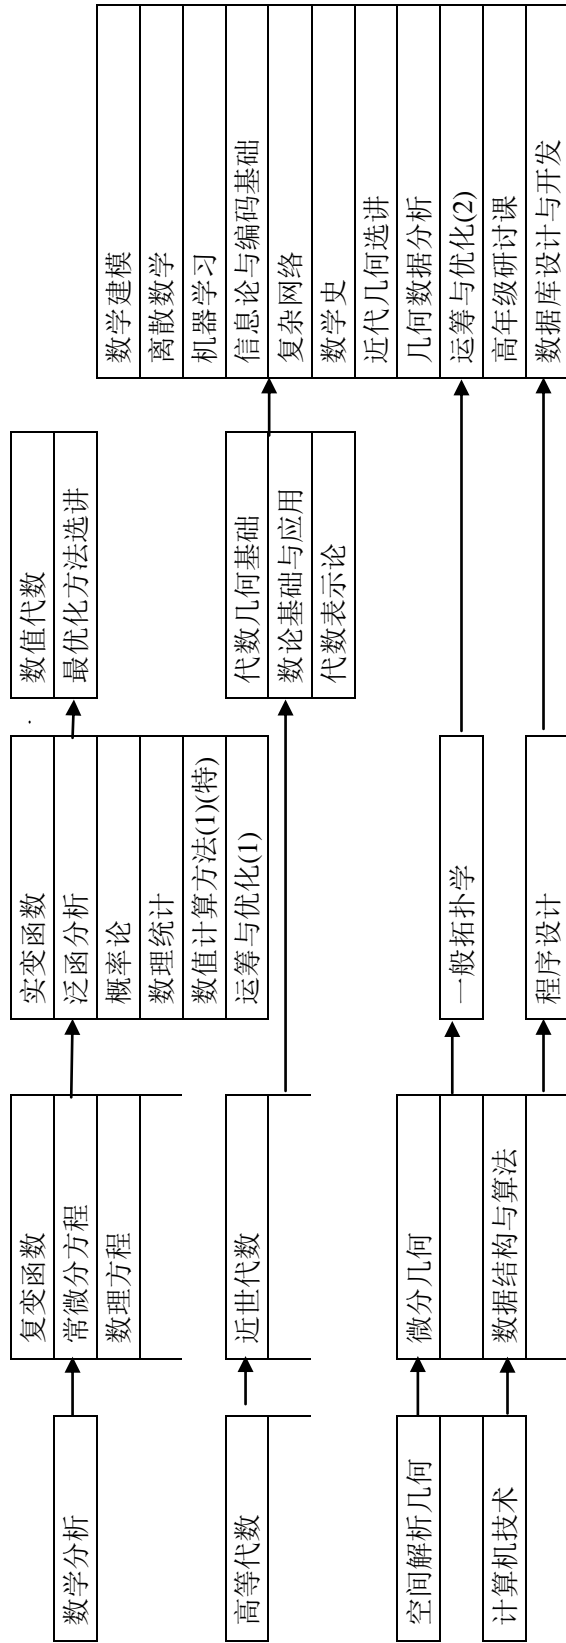 数学分析
高等代数
空间解析几何
计算机技术
复变函数
常微分方程
数理方程
近世代数
微分几何
数据结构与算法
实变函数
泛函分析
概率论
数理统计
数值计算方法(1)(特)
运筹与优化(1)
一般拓扑学
程序设计
数值代数
最优化方法选讲
代数几何基础
数论基础与应用
代数表示论
数学建模
离散数学
机器学习
信息论与编码基础
复杂网络
数学史
近代几何选讲
几何数据分析
运筹与优化(2)
高年级研讨课
数据库设计与开发